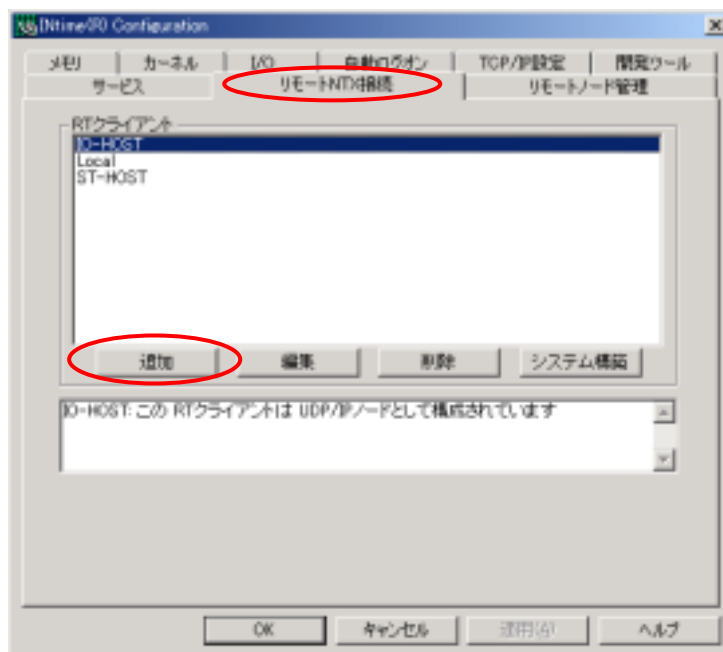 INtime(R) Configuration
メモリ カーネル I/O 自動ログオン TCP/IP設定 開発ツール
サービス リモートNTX接続 リモートノード管理
RTクライアント
IO-HOST
Local
ST-HOST
追加 編集 削除 システム構築
IO-HOST: この RTクライアントは UDP/IPノードとして構成されています
OK キャンセル 適用(A) ヘルプ